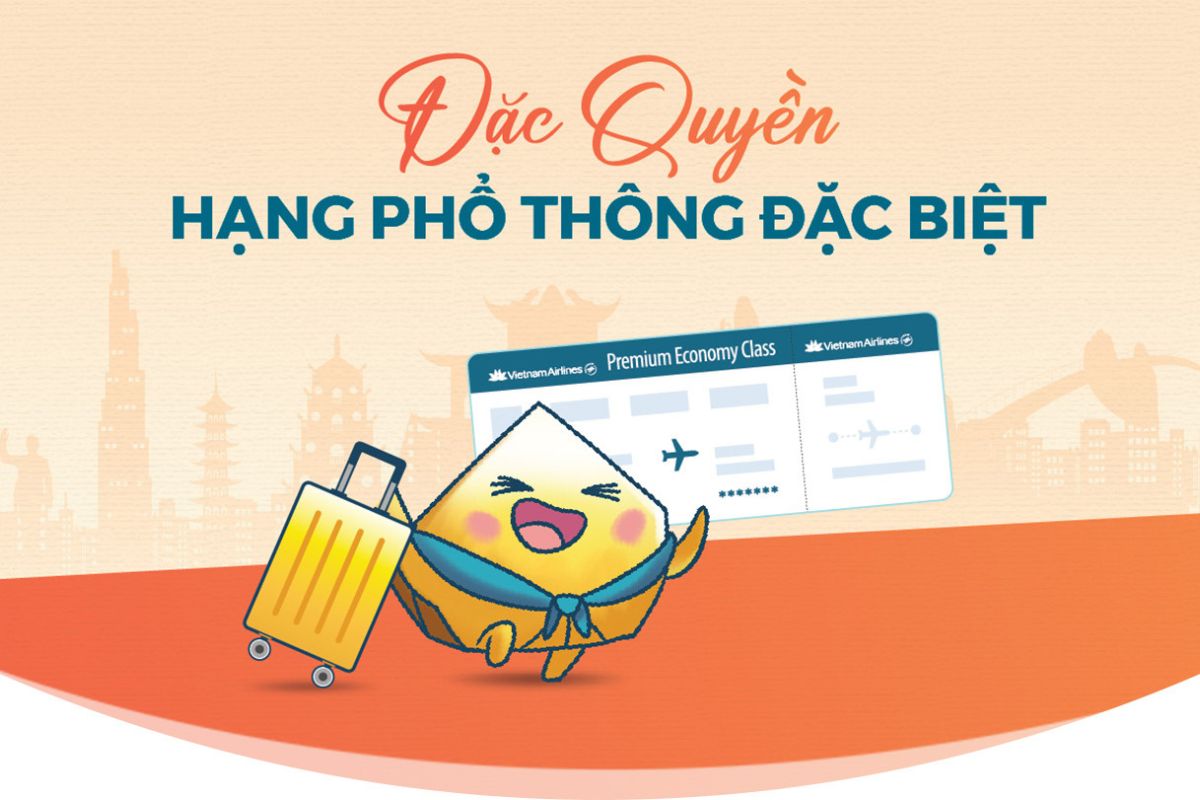 Đặc Quyền
HẠNG PHỔ THÔNG ĐẶC BIỆT
Vietnam Airlines Premium Economy Class
Vietnam Airlines
*******